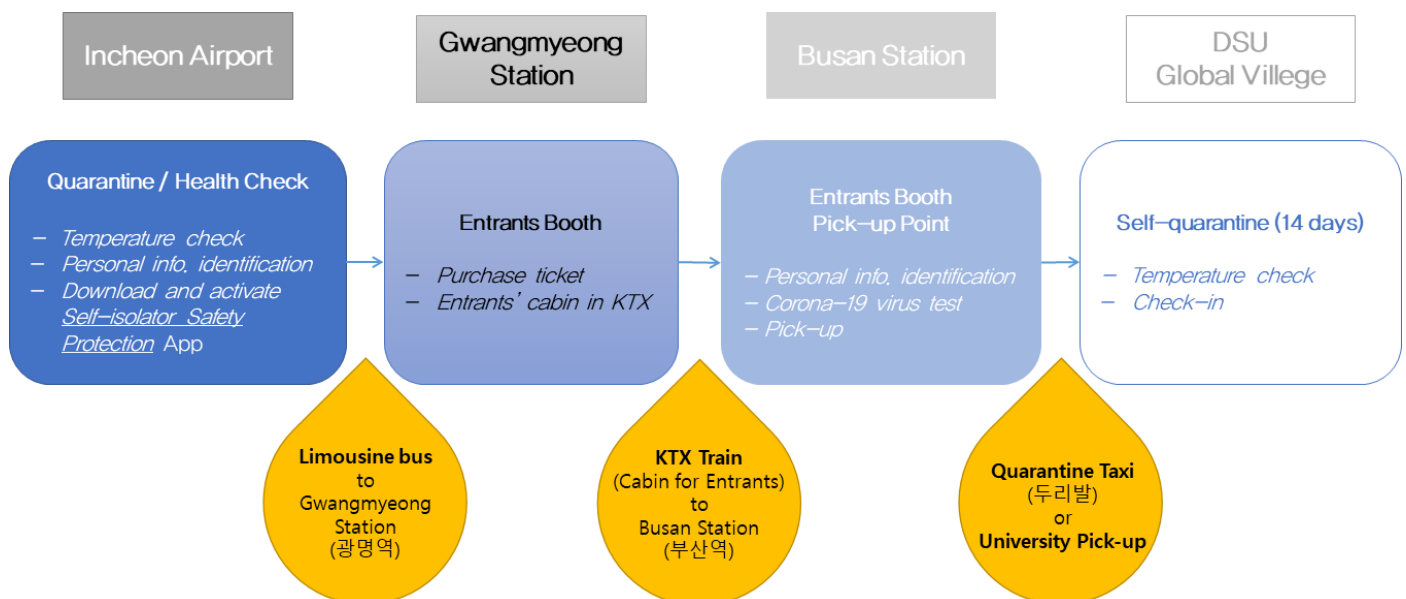 Incheon Airport
Gwangmyeong
Station
Busan Station
DSU
Global Villege
Quarantine / Health Check
– Temperature check
– Personal info, identification
– Download and activate
Self-isolator Safety
Protection App
Entrants Booth
– Purchase ticket
– Entrants' cabin in KTX
Entrants Booth
Pick-up Point
– Personal info, identification
– Corona-19 virus test
– Pick-up
Self-quarantine (14 days)
– Temperature check
– Check-in
Limousine bus
to
Gwangmyeong
Station
(광명역)
KTX Train
(Cabin for Entrants)
to
Busan Station
(부산역)
Quarantine Taxi
(두리발)
or
University Pick-up